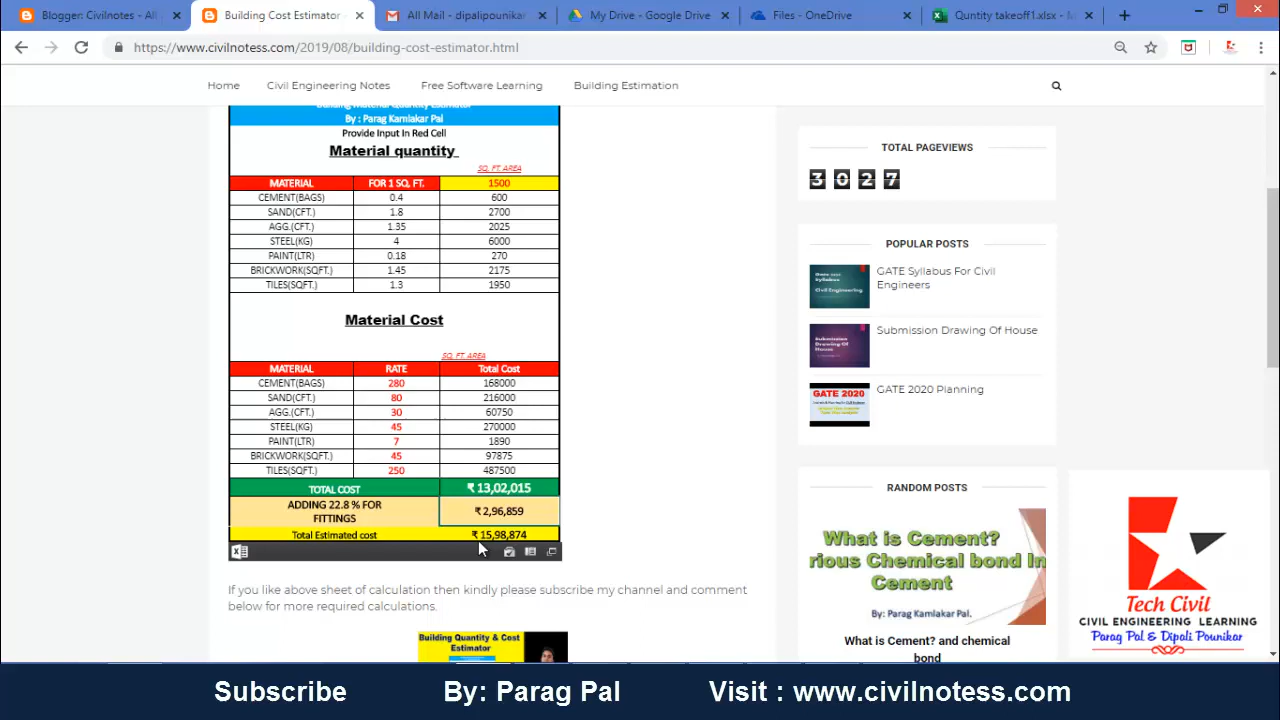 Blogger: Civilnotes - All
Building Cost Estimator
All Mail - dipalipounikar
My Drive - Google Drive
Files - OneDrive
Quntity takeoff1.xlsx -
https://www.civilnotess.com/2019/08/building-cost-estimator.html
Home Civil Engineering Notes Free Software Learning Building Estimation
Building Material Quantity Estimator
By : Parag Kamlakar Pal
Provide Input In Red Cell
Material quantity
SQ. FT. AREA
MATERIAL FOR 1 SQ. FT. 1500
CEMENT(BAGS) 0.4 600
SAND(CFT.) 1.8 2700
AGG.(CFT.) 1.35 2025
STEEL(KG) 4 6000
PAINT(LTR) 0.18 270
BRICKWORK(SQFT.) 1.45 2175
TILES(SQFT.) 1.3 1950
Material Cost
SQ. FT. AREA
MATERIAL RATE Total Cost
CEMENT(BAGS) 280 168000
SAND(CFT.) 80 216000
AGG.(CFT.) 30 60750
STEEL(KG) 45 270000
PAINT(LTR) 7 1890
BRICKWORK(SQFT.) 45 97875
TILES(SQFT.) 250 487500
TOTAL COST ₹ 13,02,015
ADDING 22.8 % FOR
FITTINGS ₹ 2,96,859
Total Estimated cost ₹ 15,98,874
If you like above sheet of calculation then kindly please subscribe my channel and comment
below for more required calculations.
Building Quantity & Cost
Estimator
TOTAL PAGEVIEWS
3027
POPULAR POSTS
GATE Syllabus For Civil
Engineers
Submission Drawing Of House
GATE 2020
GATE 2020 Planning
RANDOM POSTS
What is Cement?
rious Chemical bond In
Cement
By: Parag Kamlakar Pal.
What is Cement? and chemical
bond
Tech Civil
CIVIL ENGINEERING LEARNING
Parag Pal & Dipali Pounikar
Subscribe By: Parag Pal Visit : www.civilnotess.com